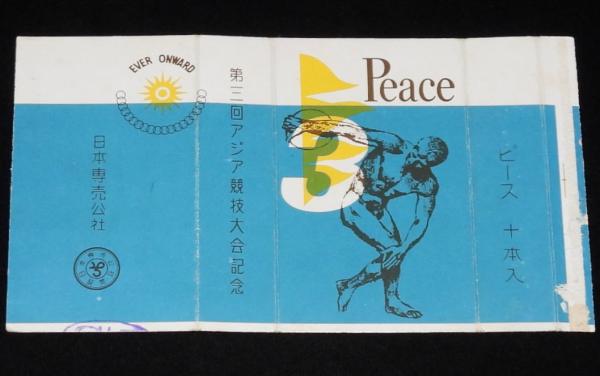 EVER ONWARD
日本専売公社
第三回アジア競技大会記念
Peace
3
ピース 十本入